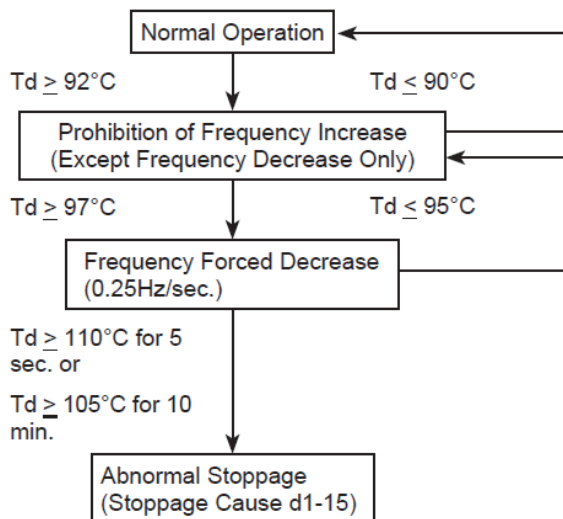 Normal Operation
Td ≥ 92°C
Td ≤ 90°C
Prohibition of Frequency Increase
(Except Frequency Decrease Only)
Td ≥ 97°C
Td ≤ 95°C
Frequency Forced Decrease
(0.25Hz/sec.)
Td ≥ 110°C for 5
sec. or
Td ≥ 105°C for 10
min.
Abnormal Stoppage
(Stoppage Cause d1-15)